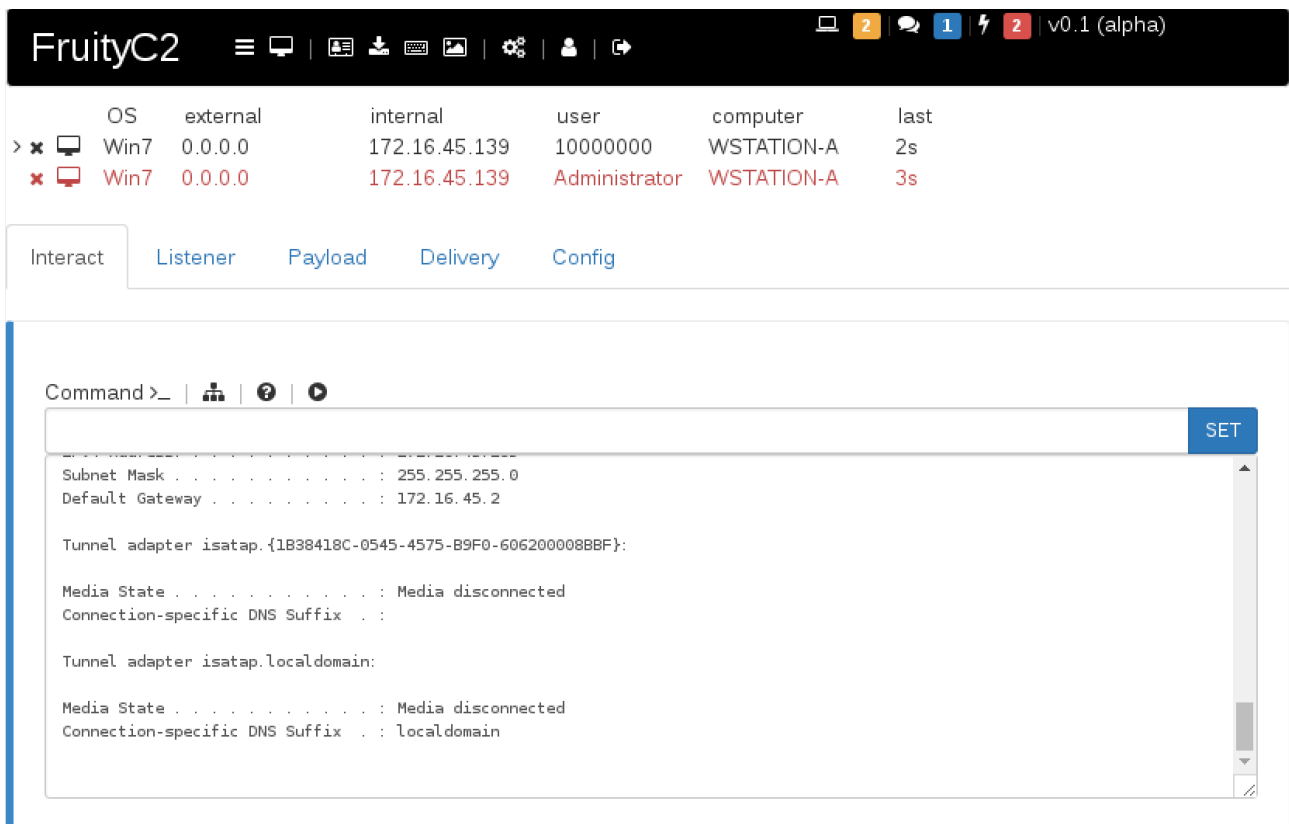 FruityC2 2 1 2 v0.1 (alpha)
OS external internal user computer last
Win7 0.0.0.0 172.16.45.139 10000000 WSTATION-A 2s
Win7 0.0.0.0 172.16.45.139 Administrator WSTATION-A 3s
Interact Listener Payload Delivery Config
Command >_ | | |
SET
Subnet Mask . . . . . . . . . . . : 255.255.255.0
Default Gateway . . . . . . . . . : 172.16.45.2
Tunnel adapter isatap.{1B38418C-0545-4575-B9F0-606200008BBF}:
Media State . . . . . . . . . . . : Media disconnected
Connection-specific DNS Suffix  . :
Tunnel adapter isatap.localdomain:
Media State . . . . . . . . . . . : Media disconnected
Connection-specific DNS Suffix  . : localdomain